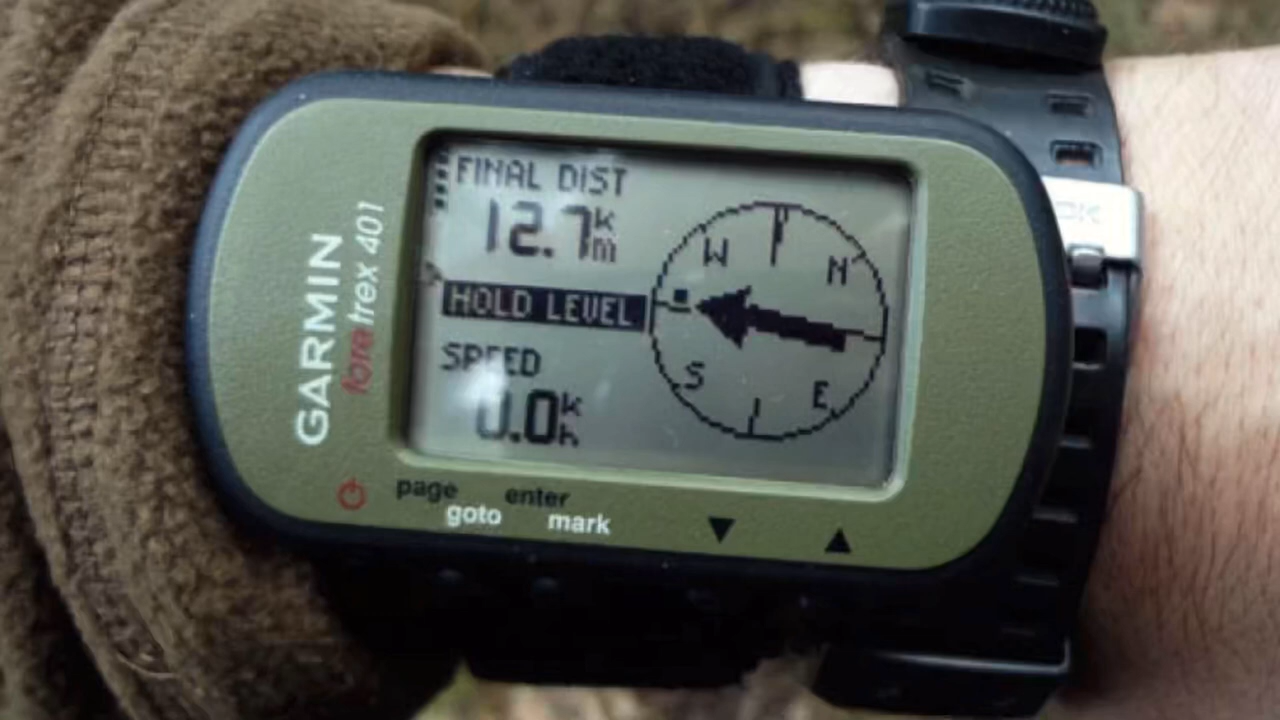 FINAL DIST
12.7 km
HOLD LEVEL
SPEED
0.0 kh
W
N
S
E
GARMIN
foretrex 401
page
enter
goto
mark